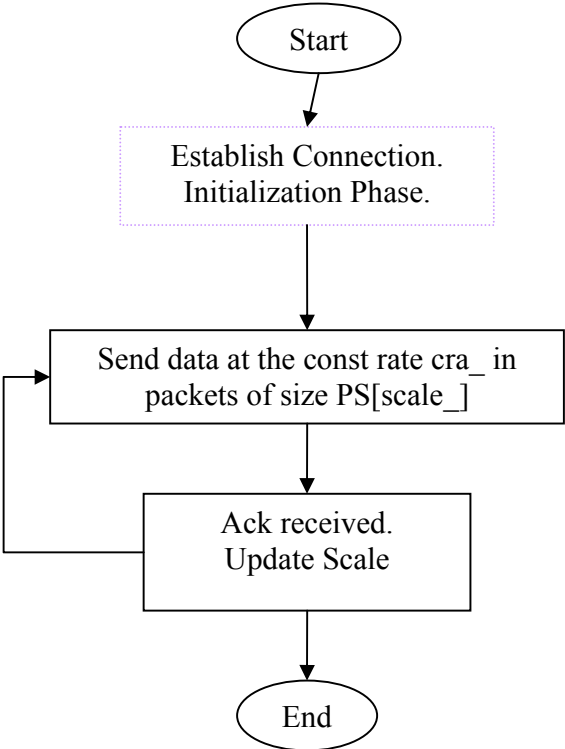 Start
Establish Connection.
Initialization Phase.
Send data at the const rate cra_ in
packets of size PS[scale_]
Ack received.
Update Scale
End